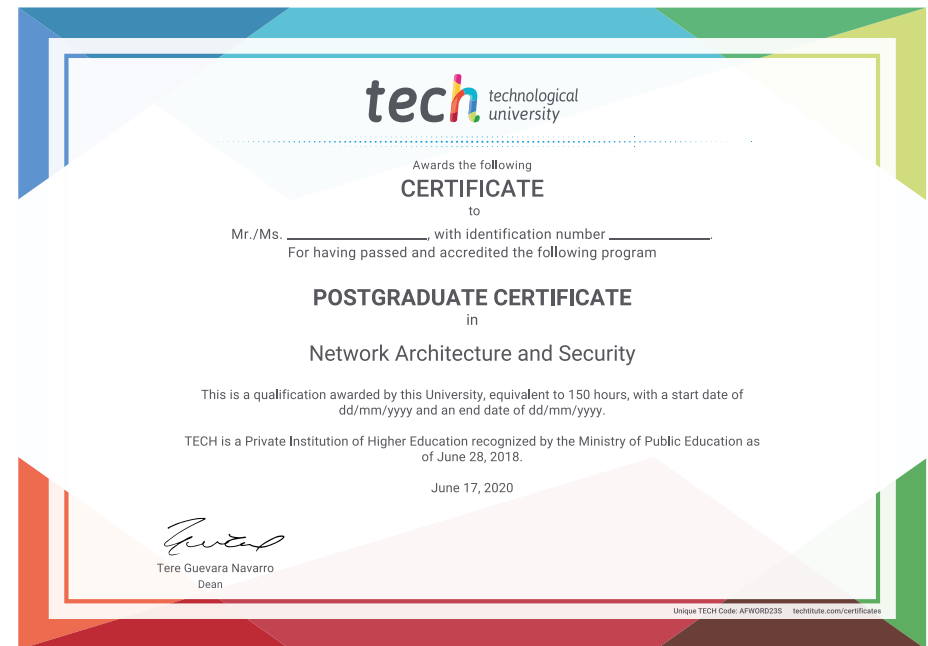 tech technological
university
Awards the following
CERTIFICATE
to
Mr./Ms. __________________, with identification number _____________.
For having passed and accredited the following program
POSTGRADUATE CERTIFICATE
in
Network Architecture and Security
This is a qualification awarded by this University, equivalent to 150 hours, with a start date of
dd/mm/yyyy and an end date of dd/mm/yyyy.
TECH is a Private Institution of Higher Education recognized by the Ministry of Public Education as
of June 28, 2018.
June 17, 2020
Tere Guevara Navarro
Dean
Unique TECH Code: AFWORD23S techtitute.com/certificates